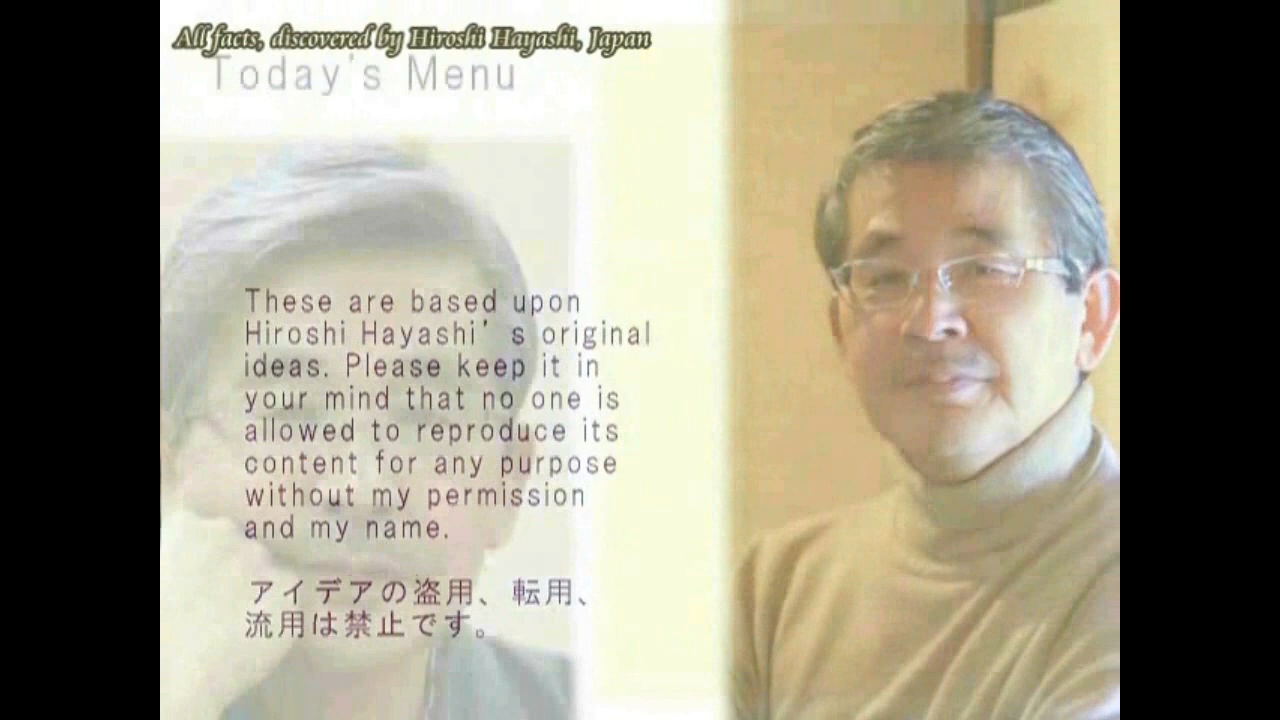 All facts, discovered by Hiroshi Hayashi, Japan
Today's Menu
These are based upon
Hiroshi Hayashi's original
ideas. Please keep it in
your mind that no one is
allowed to reproduce its
content for any purpose
without my permission
and my name.
アイデアの盗用、転用、
流用は禁止です。